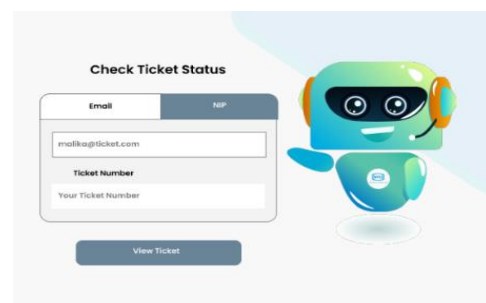 Check Ticket Status
Email NIP
malika@ticket.com
Ticket Number
Your Ticket Number
View Ticket